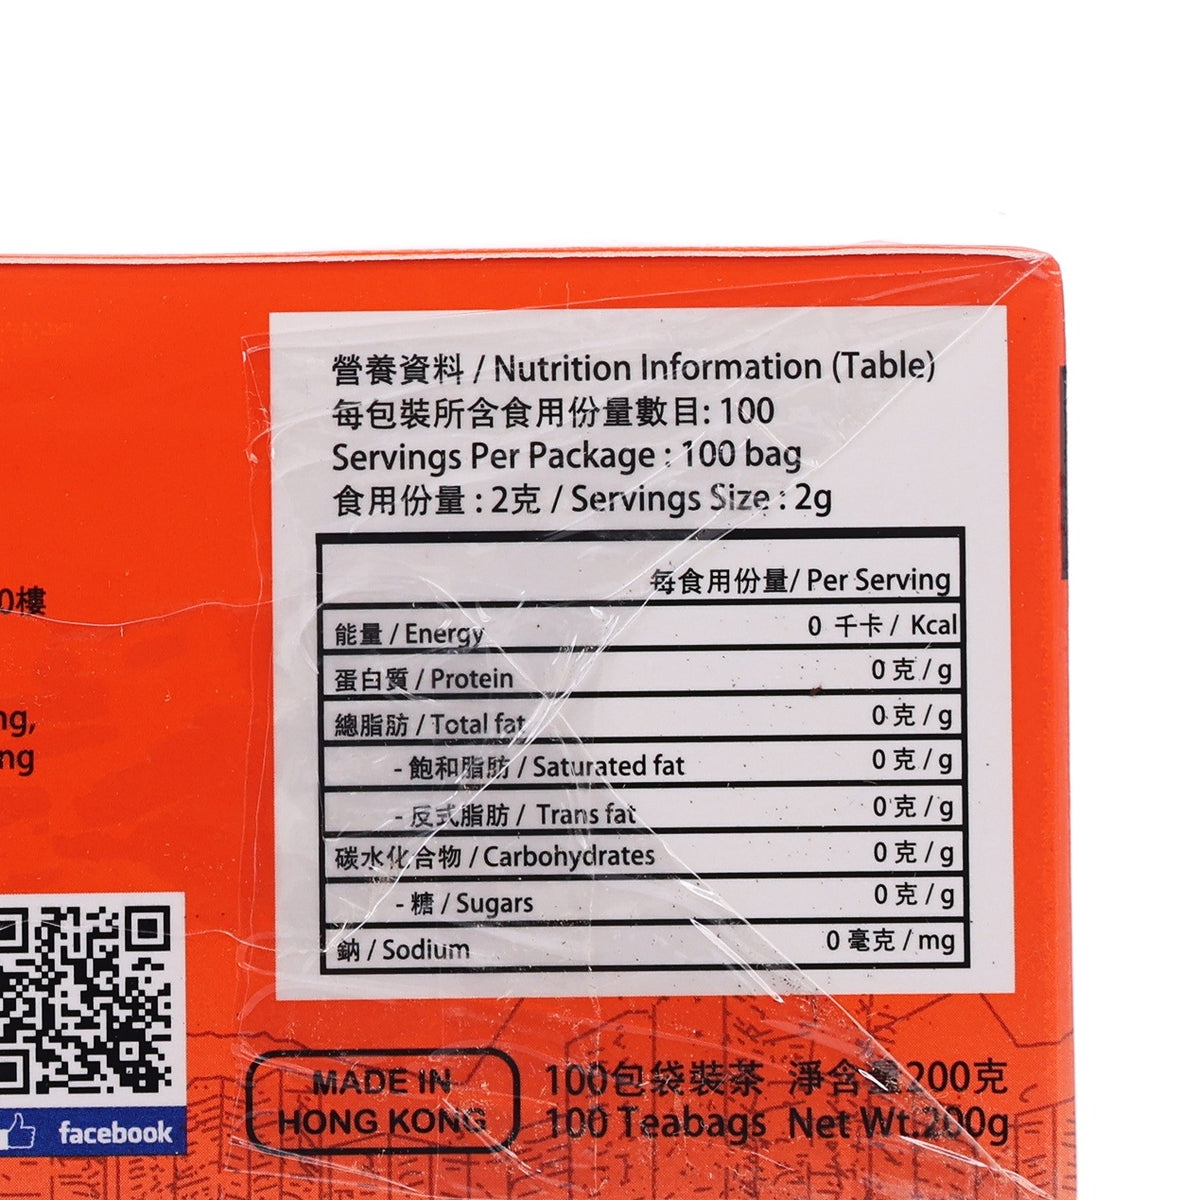 營養資料 / Nutrition Information (Table)
每包裝所含食用份量數目: 100
Servings Per Package : 100 bag
食用份量 : 2克 / Servings Size : 2g
每食用份量/ Per Serving
能量 / Energy 0 千卡 / Kcal
蛋白質 / Protein 0 克 / g
總脂肪 / Total fat 0 克 / g
- 飽和脂肪 / Saturated fat 0 克 / g
- 反式脂肪 / Trans fat 0 克 / g
碳水化合物 / Carbohydrates 0 克 / g
- 糖 / Sugars 0 克 / g
鈉 / Sodium 0 毫克 / mg
0樓
ng,
ng
facebook
MADE IN
HONG KONG
100包袋裝茶 淨含量200克
100 Teabags Net Wt.200g